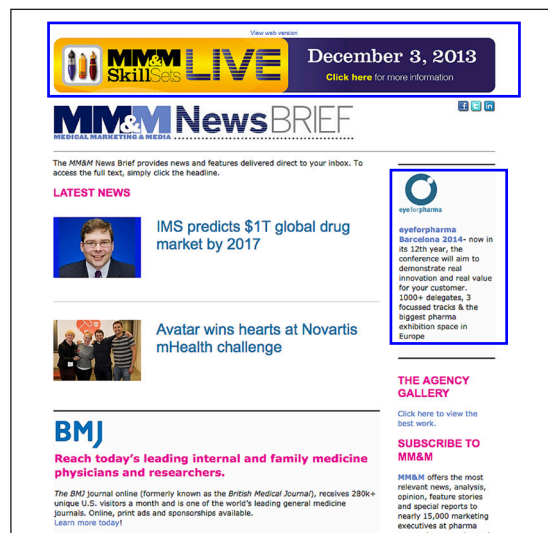 View web version
MM&M
SkillSets
LIVE
December 3, 2013
Click here for more information
MM&M NewsBRIEF
MEDICAL MARKETING & MEDIA
The MM&M News Brief provides news and features delivered direct to your inbox. To
access the full text, simply click the headline.
LATEST NEWS
IMS predicts $1T global drug
market by 2017
Avatar wins hearts at Novartis
mHealth challenge
BMJ
Reach today's leading internal and family medicine
physicians and researchers.
The BMJ journal online (formerly known as the British Medical Journal), receives 280k+
unique U.S. visitors a month and is one of the world's leading general medicine
journals. Online, print ads and sponsorships available.
Learn more today!
eyeforpharma
eyeforpharma
Barcelona 2014- now in
its 12th year, the
conference will aim to
demonstrate real
innovation and real value
for your customer.
1000+ delegates, 3
focussed tracks & the
biggest pharma
exhibition space in
Europe
THE AGENCY
GALLERY
Click here to view the
best work.
SUBSCRIBE TO
MM&M
MM&M offers the most
relevant news, analysis,
opinion, feature stories
and special reports to
nearly 15,000 marketing
executives at pharma